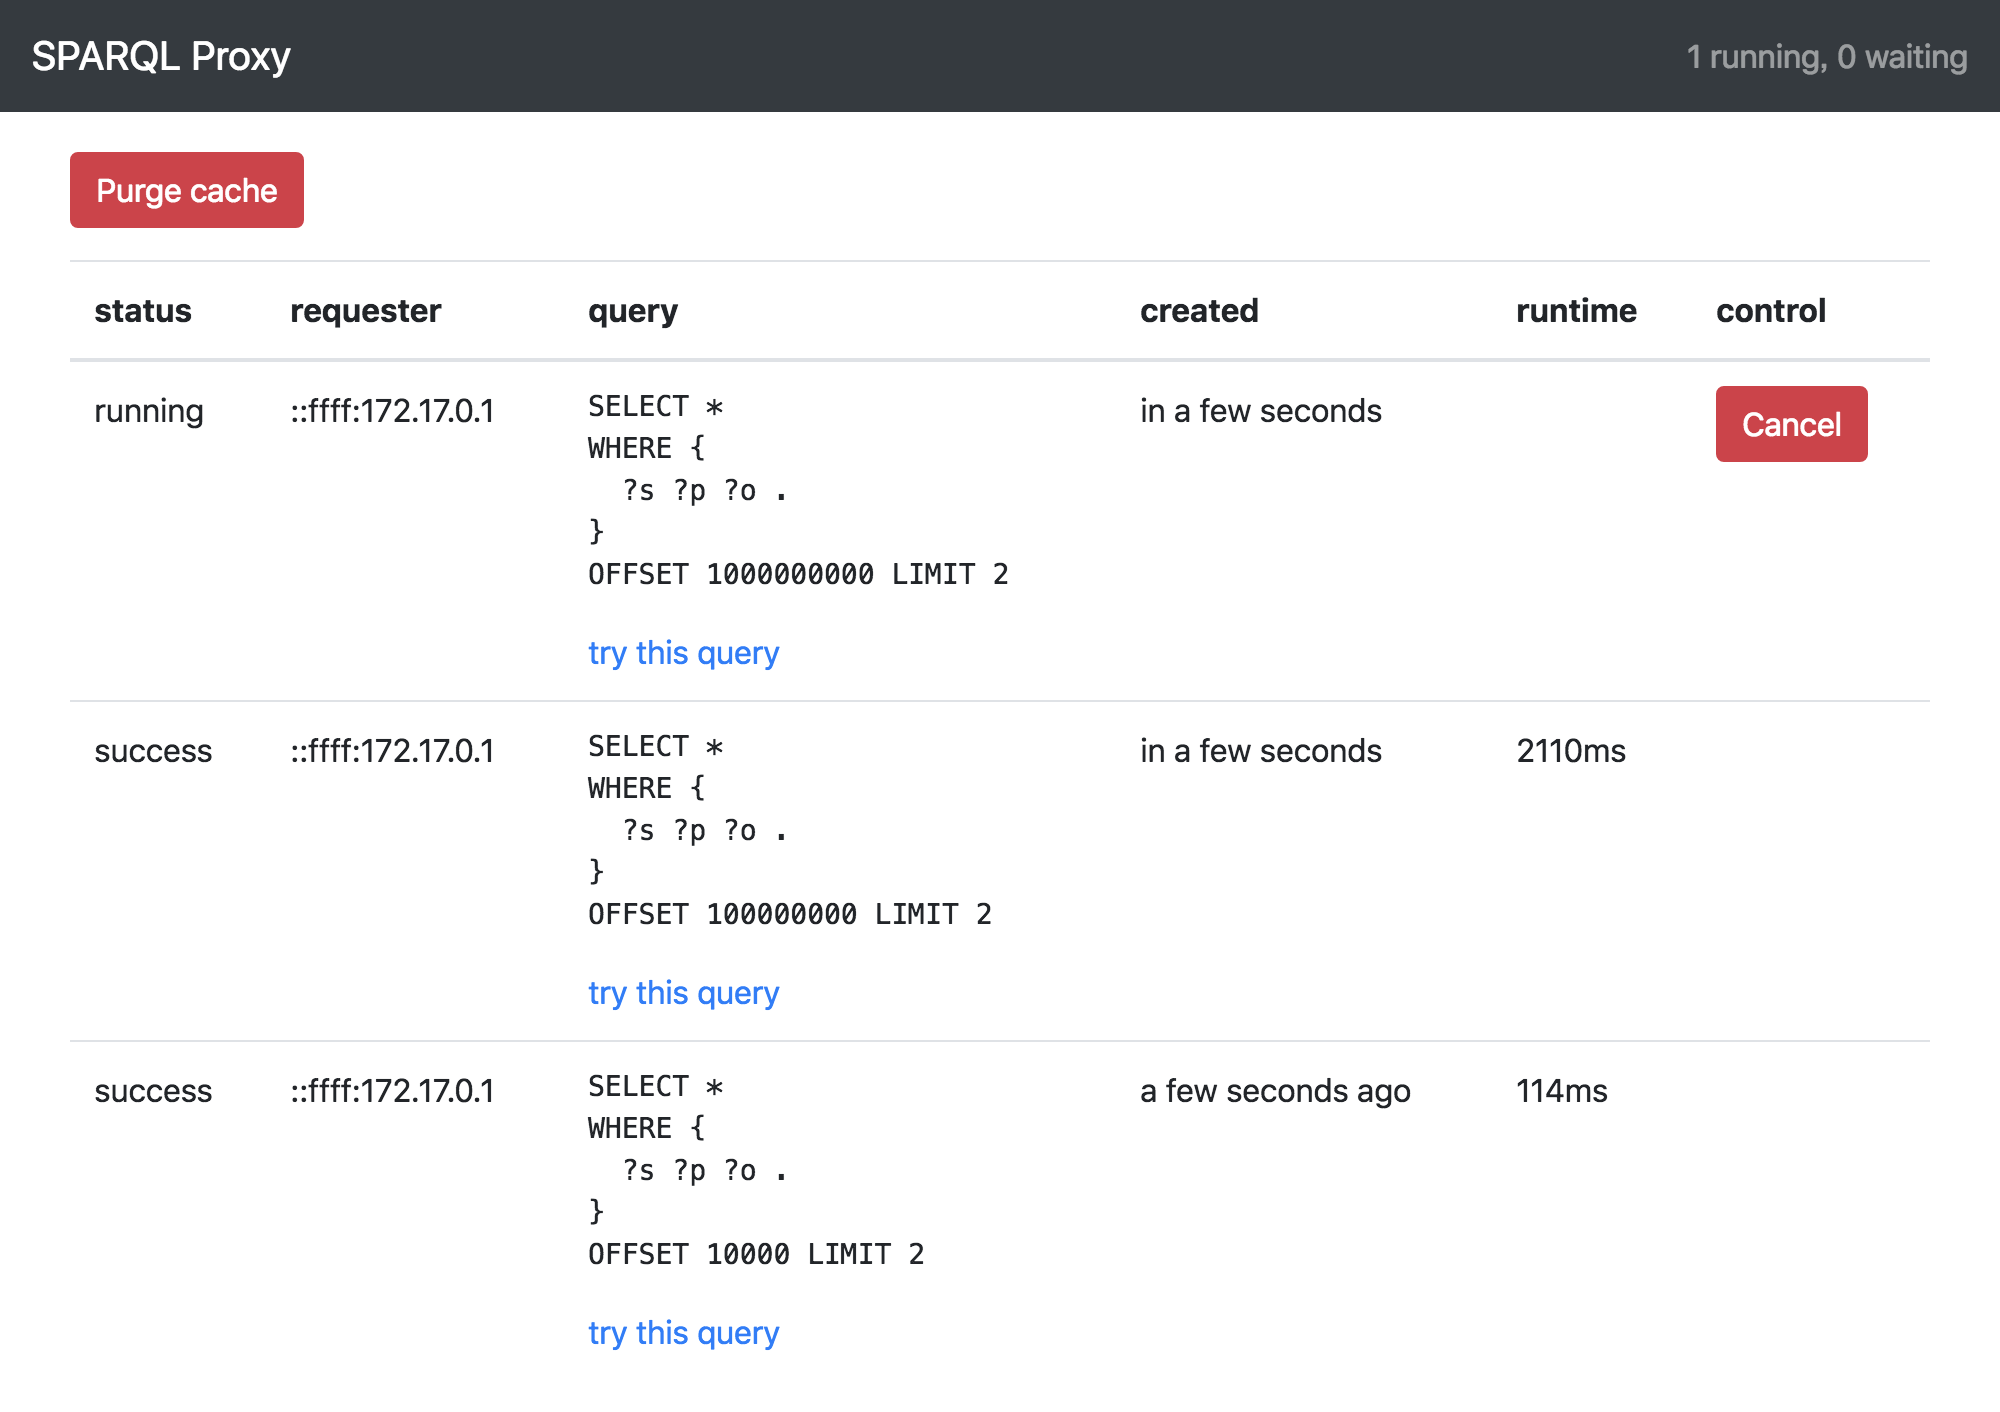 SPARQL Proxy 1 running, 0 waiting
Purge cache
status requester query created runtime control
running ::ffff:172.17.0.1 SELECT * in a few seconds Cancel
WHERE {
?s ?p ?o .
}
OFFSET 1000000000 LIMIT 2
try this query
success ::ffff:172.17.0.1 SELECT * in a few seconds 2110ms
WHERE {
?s ?p ?o .
}
OFFSET 100000000 LIMIT 2
try this query
success ::ffff:172.17.0.1 SELECT * a few seconds ago 114ms
WHERE {
?s ?p ?o .
}
OFFSET 10000 LIMIT 2
try this query